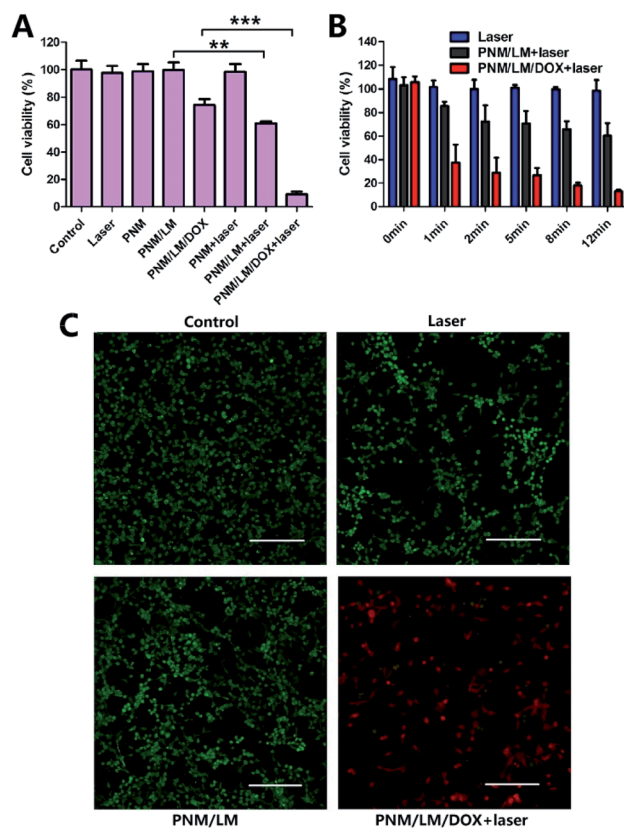 A
Cell viability (%)
120
100
80
60
40
20
0
**
***
Control
Laser
PNM
PNM/LM
PNM/LM/DOX
PNM+laser
PNM/LM+laser
PNM/LM/DOX+laser
B
Laser
PNM/LM+laser
PNM/LM/DOX+laser
Cell viability (%)
140
120
100
80
60
40
20
0
0min
1min
2min
5min
8min
12min
C
Control
Laser
PNM/LM
PNM/LM/DOX+laser